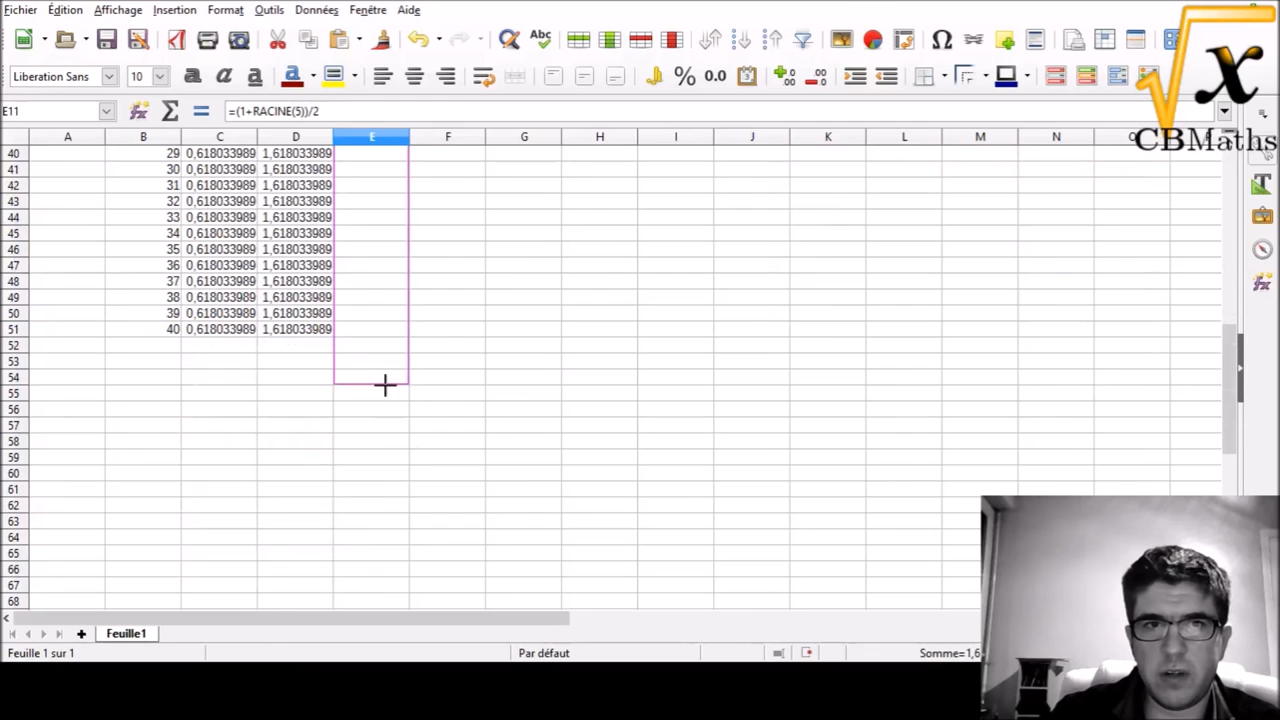 Fichier Édition Affichage Insertion Format Outils Données Fenêtre Aide
Liberation Sans 10 a a a % 0.0
E11 =(1+RACINE(5))/2
√x
CBMaths
A B C D E F G H I J K L M N
40 29 0,618033989 1,618033989
41 30 0,618033989 1,618033989
42 31 0,618033989 1,618033989
43 32 0,618033989 1,618033989
44 33 0,618033989 1,618033989
45 34 0,618033989 1,618033989
46 35 0,618033989 1,618033989
47 36 0,618033989 1,618033989
48 37 0,618033989 1,618033989
49 38 0,618033989 1,618033989
50 39 0,618033989 1,618033989
51 40 0,618033989 1,618033989
52
53
54
55
56
57
58
59
60
61
62
63
64
65
66
67
68
Feuille1
Feuille 1 sur 1 Par défaut Somme=1,6